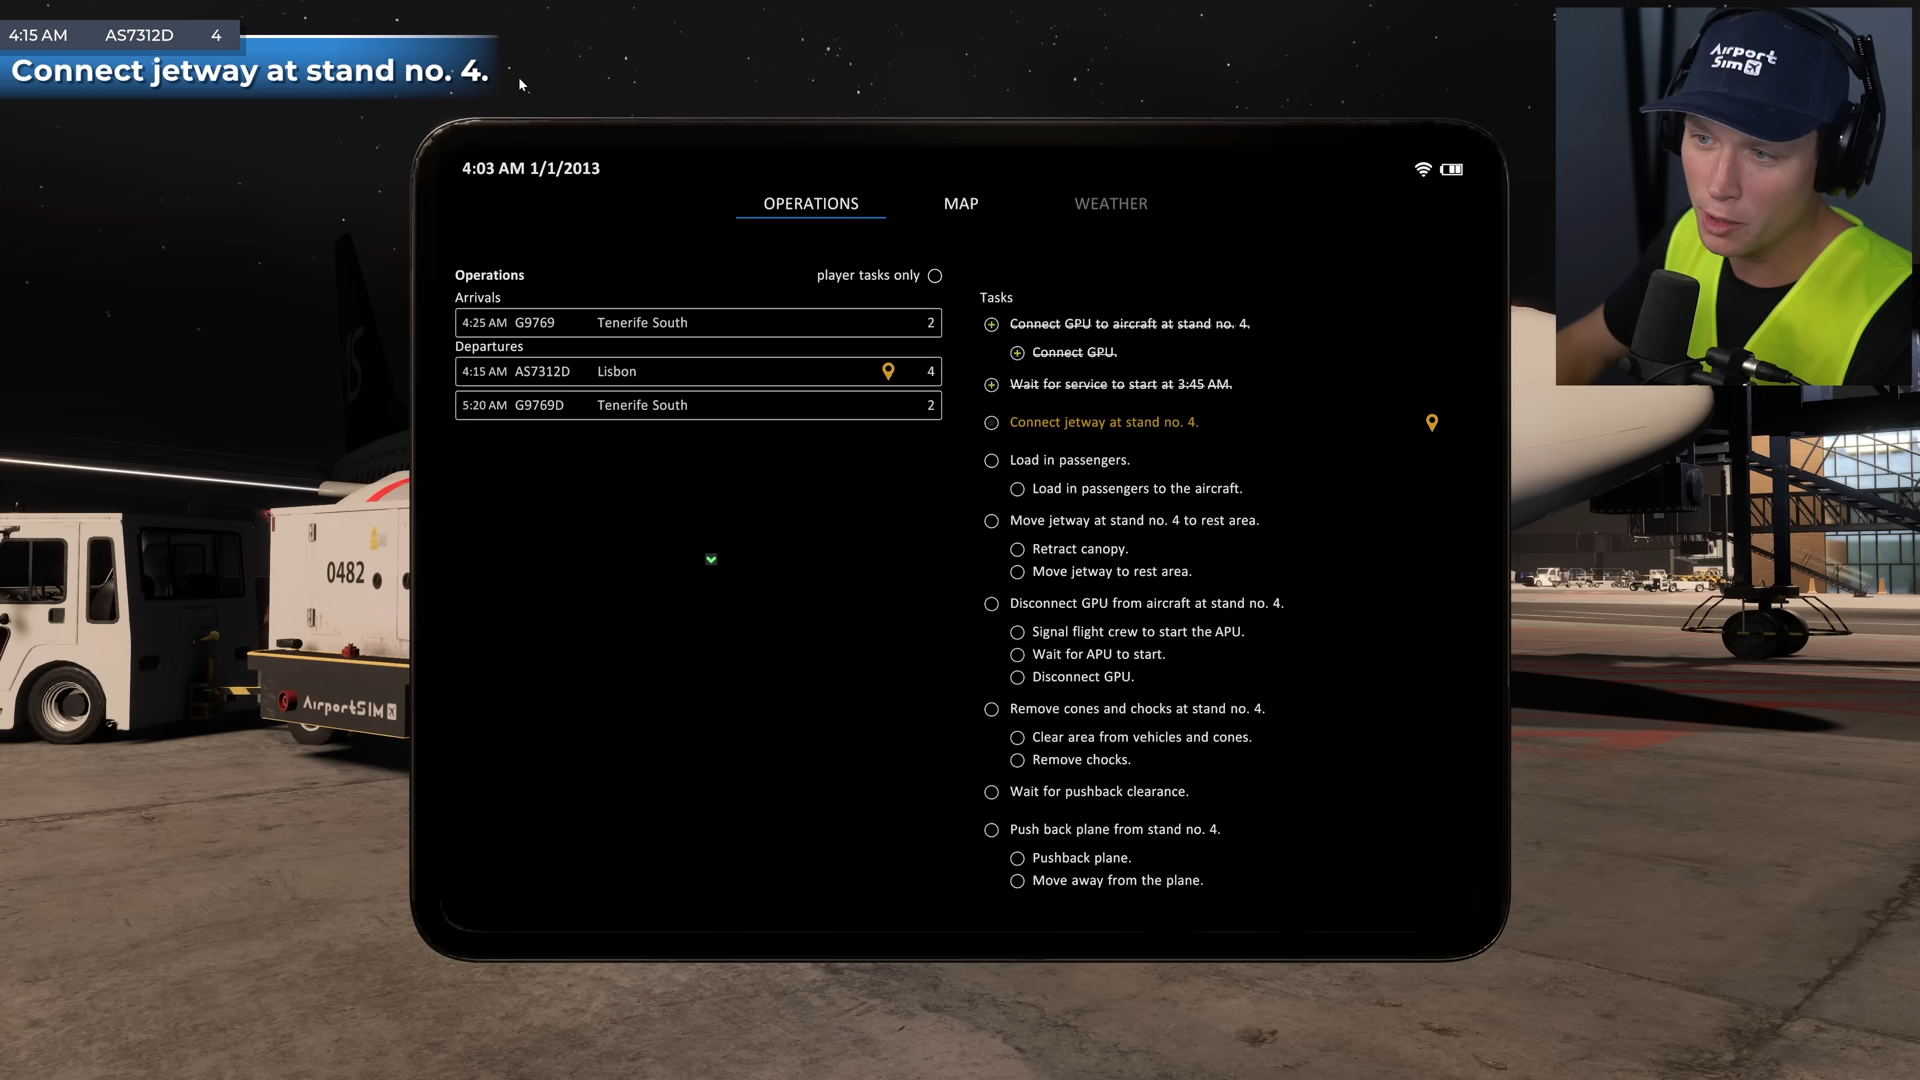 4:15 AM AS7312D 4
Connect jetway at stand no. 4.
Airport
Sim
4:03 AM 1/1/2013
OPERATIONS MAP WEATHER
Operations player tasks only
Arrivals
4:25 AM G9769 Tenerife South 2
Departures
4:15 AM AS7312D Lisbon 4
5:20 AM G9769D Tenerife South 2
Tasks
Connect GPU to aircraft at stand no. 4.
Connect GPU.
Wait for service to start at 3:45 AM.
Connect jetway at stand no. 4.
Load in passengers.
Load in passengers to the aircraft.
Move jetway at stand no. 4 to rest area.
Retract canopy.
Move jetway to rest area.
Disconnect GPU from aircraft at stand no. 4.
Signal flight crew to start the APU.
Wait for APU to start.
Disconnect GPU.
Remove cones and chocks at stand no. 4.
Clear area from vehicles and cones.
Remove chocks.
Wait for pushback clearance.
Push back plane from stand no. 4.
Pushback plane.
Move away from the plane.
0482
AIRPORTSIM